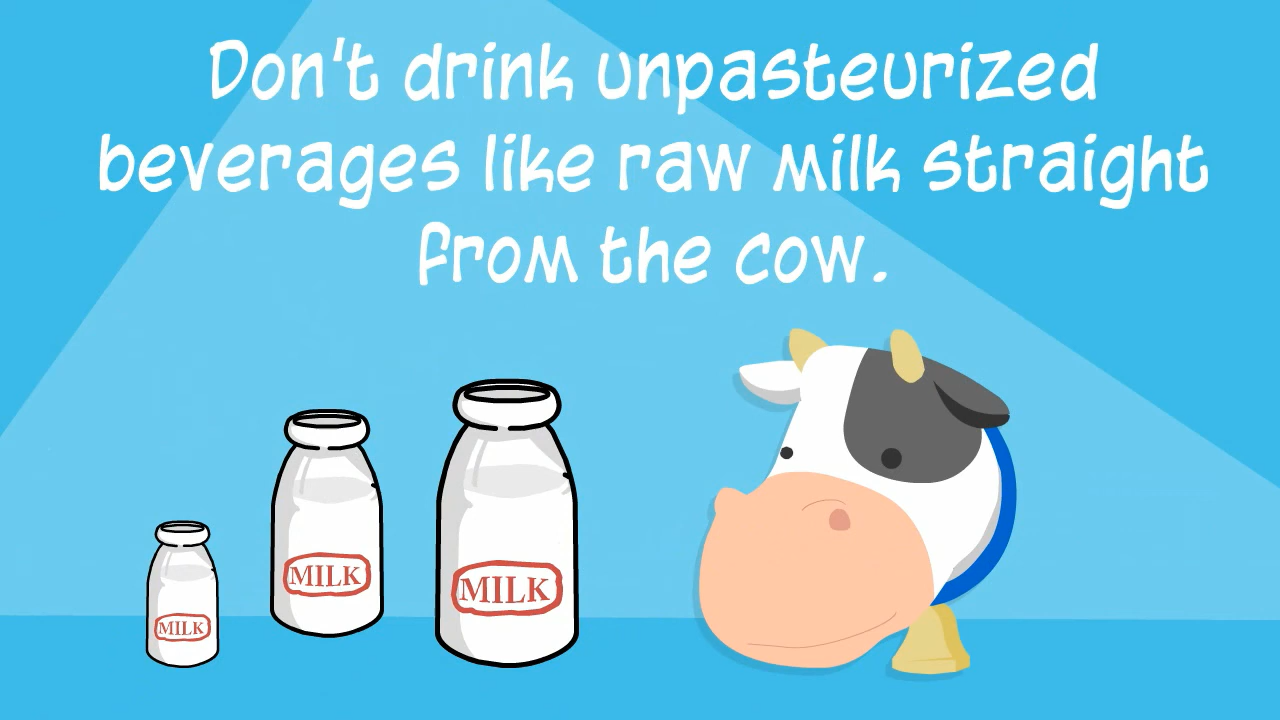 Don't drink unpasteurized
beverages like raw milk straight
from the cow.
MILK
MILK
MILK